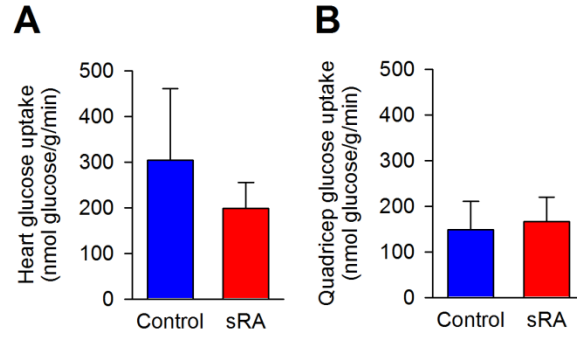 A
Heart glucose uptake
(nmol glucose/g/min)
500
400
300
200
100
0
Control sRA
B
Quadricep glucose uptake
(nmol glucose/g/min)
500
400
300
200
100
0
Control sRA